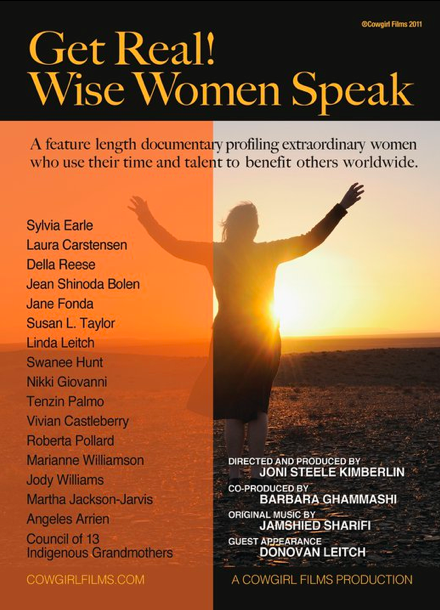 ©Cowgirl Films 2011
Get Real!
Wise Women Speak
A feature length documentary profiling extraordinary women
who use their time and talent to benefit others worldwide.
Sylvia Earle
Laura Carstensen
Della Reese
Jean Shinoda Bolen
Jane Fonda
Susan L. Taylor
Linda Leitch
Swanee Hunt
Nikki Giovanni
Tenzin Palmo
Vivian Castleberry
Roberta Pollard
Marianne Williamson
Jody Williams
Martha Jackson-Jarvis
Angeles Arrien
Council of 13
Indigenous Grandmothers
DIRECTED AND PRODUCED BY
JONI STEELE KIMBERLIN
CO-PRODUCED BY
BARBARA GHAMMASHI
ORIGINAL MUSIC BY
JAMSHIED SHARIFI
GUEST APPEARANCE
DONOVAN LEITCH
COWGIRLFILMS.COM
A COWGIRL FILMS PRODUCTION